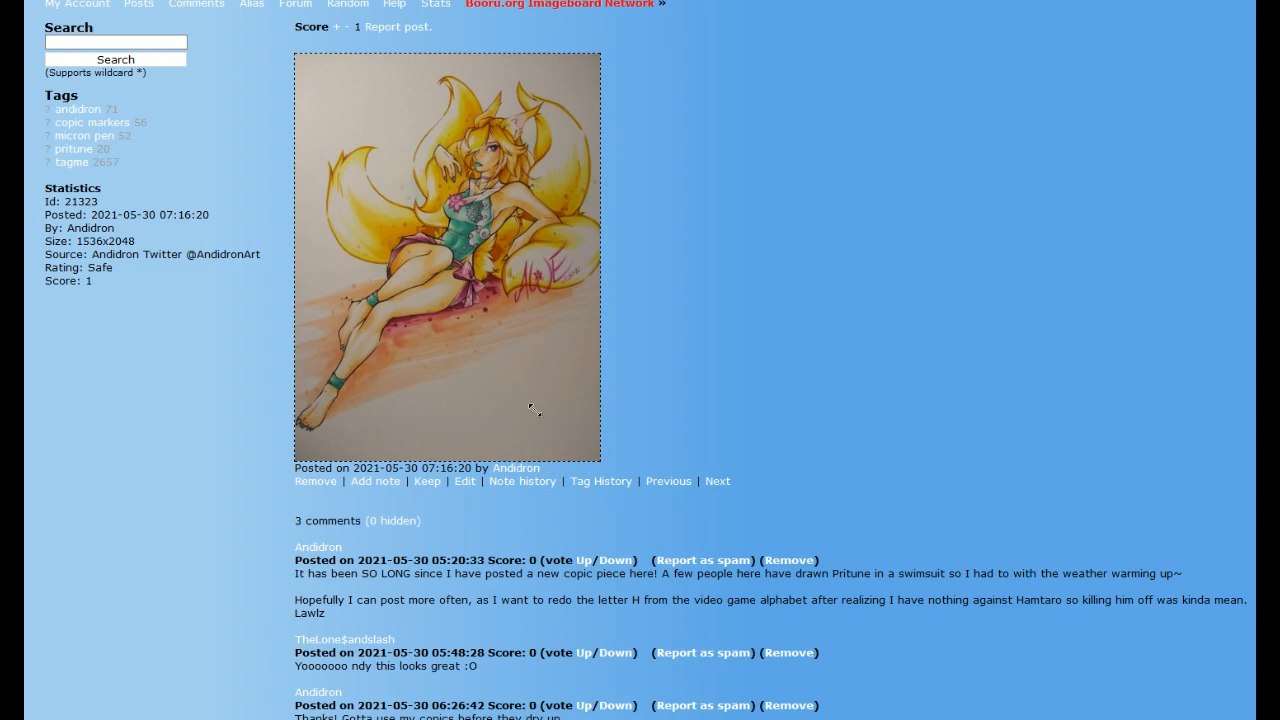 My Account Posts Comments Alias Forum Random Help Stats Booru.org Imageboard Network »
Search
Search
(Supports wildcard *)
Tags
? andidron 71
? copic markers 56
? micron pen 52
? pritune 20
? tagme 2657
Statistics
Id: 21323
Posted: 2021-05-30 07:16:20
By: Andidron
Size: 1536x2048
Source: Andidron Twitter @AndidronArt
Rating: Safe
Score: 1
Score + - 1 Report post.
Posted on 2021-05-30 07:16:20 by Andidron
Remove | Add note | Keep | Edit | Note history | Tag History | Previous | Next
3 comments (0 hidden)
Andidron
Posted on 2021-05-30 05:20:33 Score: 0 (vote Up/Down) (Report as spam) (Remove)
It has been SO LONG since I have posted a new copic piece here! A few people here have drawn Pritune in a swimsuit so I had to with the weather warming up~
Hopefully I can post more often, as I want to redo the letter H from the video game alphabet after realizing I have nothing against Hamtaro so killing him off was kinda mean.
Lawlz
TheLone$andslash
Posted on 2021-05-30 05:48:28 Score: 0 (vote Up/Down) (Report as spam) (Remove)
Yooooooo ndy this looks great :O
Andidron
Posted on 2021-05-30 06:26:42 Score: 0 (vote Up/Down) (Report as spam) (Remove)
Thanks! Gotta use my copics before they dry up